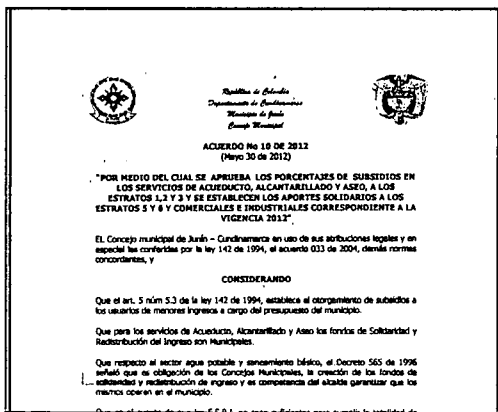 República de Colombia
Departamento de Cundinamarca
Municipio de Junín
Concejo Municipal
ACUERDO No 10 DE 2012
(Mayo 30 de 2012)
"POR MEDIO DEL CUAL SE APRUEBA LOS PORCENTAJES DE SUBSIDIOS EN
LOS SERVICIOS DE ACUEDUCTO, ALCANTARILLADO Y ASEO, A LOS
ESTRATOS 1,2 Y 3 Y SE ESTABLECEN LOS APORTES SOLIDARIOS A LOS
ESTRATOS 5 Y 6 Y COMERCIALES E INDUSTRIALES CORRESPONDIENTE A LA
VIGENCIA 2012"
EL Concejo municipal de Junín – Cundinamarca en uso de sus atribuciones legales y en
especial las conferidas por la ley 142 de 1994, el acuerdo 033 de 2004, demás normas
concordantes, y
CONSIDERANDO
Que el art. 5 núm 5.3 de la ley 142 de 1994, establece el otorgamiento de subsidios a
los usuarios de menores ingresos a cargo del presupuesto del municipio.
Que para los servicios de Acueducto, Alcantarillado y Aseo los fondos de Solidaridad y
Redistribución del Ingreso son Municipales.
Que respecto al sector agua potable y saneamiento básico, el Decreto 565 de 1996
señaló que es obligación de los Concejos Municipales, la creación de los fondos de
solidaridad y redistribución de ingreso y es competencia del alcalde garantizar que los
mismos operen en el municipio.